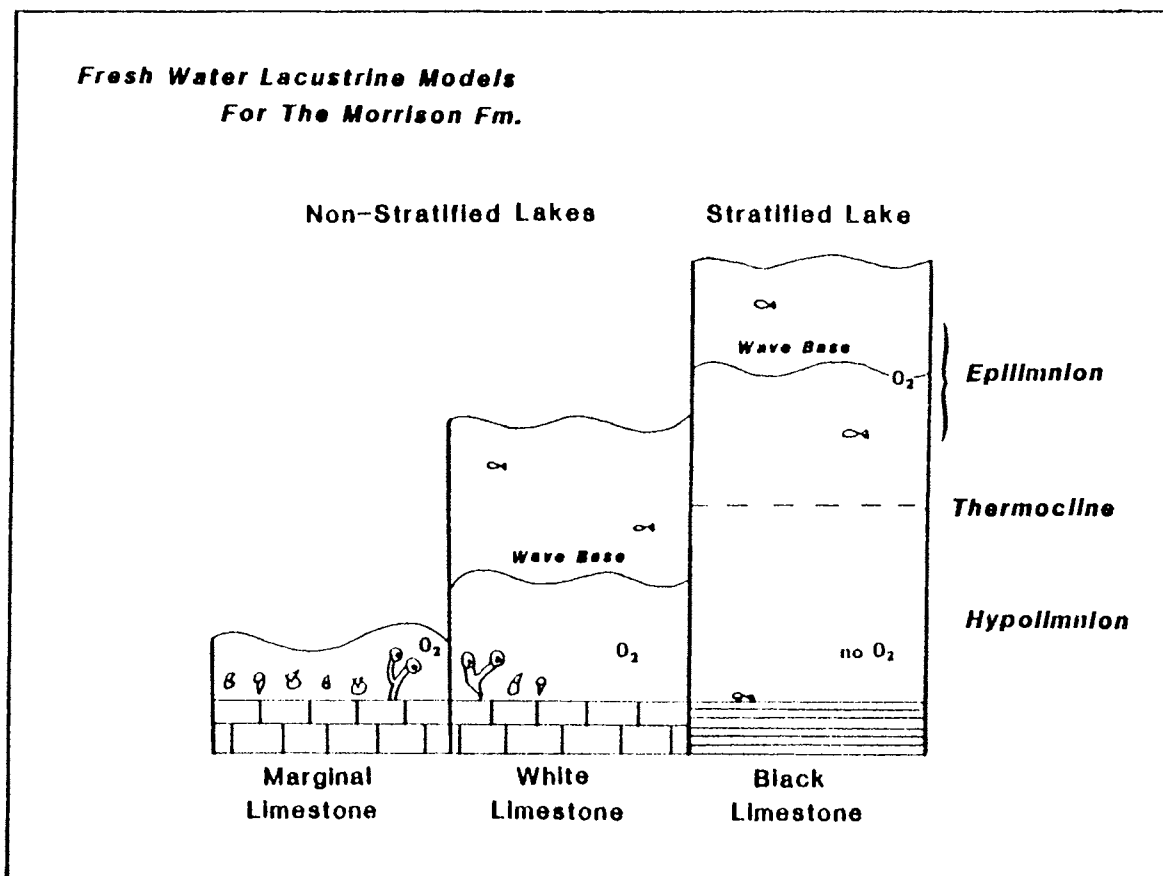 Fresh Water Lacustrine Models
For The Morrison Fm.
Non-Stratified Lakes
Stratified Lake
Wave Base
O₂
Epilimnion
Thermocline
Wave Base
Hypolimnion
O₂
O₂
no O₂
Marginal
Limestone
White
Limestone
Black
Limestone